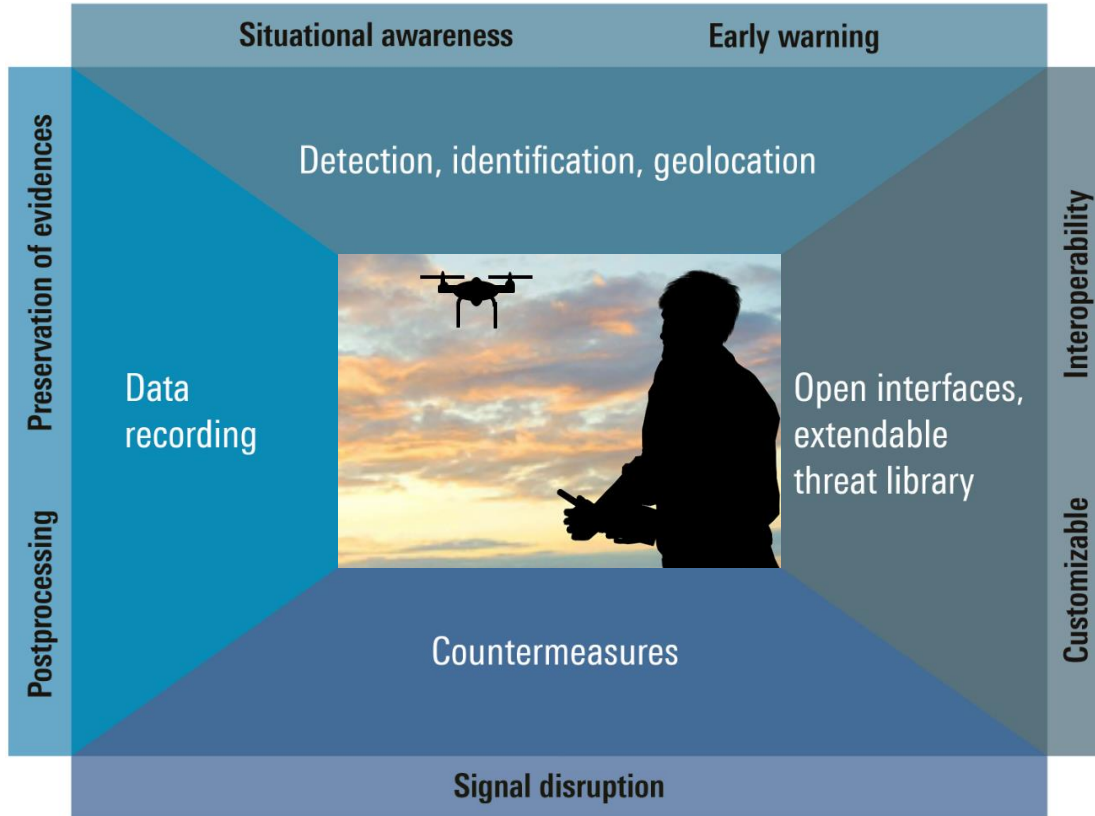 Situational awareness
Early warning
Detection, identification, geolocation
Preservation of evidences
Postprocessing
Data
recording
Open interfaces,
extendable
threat library
Interoperability
Customizable
Countermeasures
Signal disruption